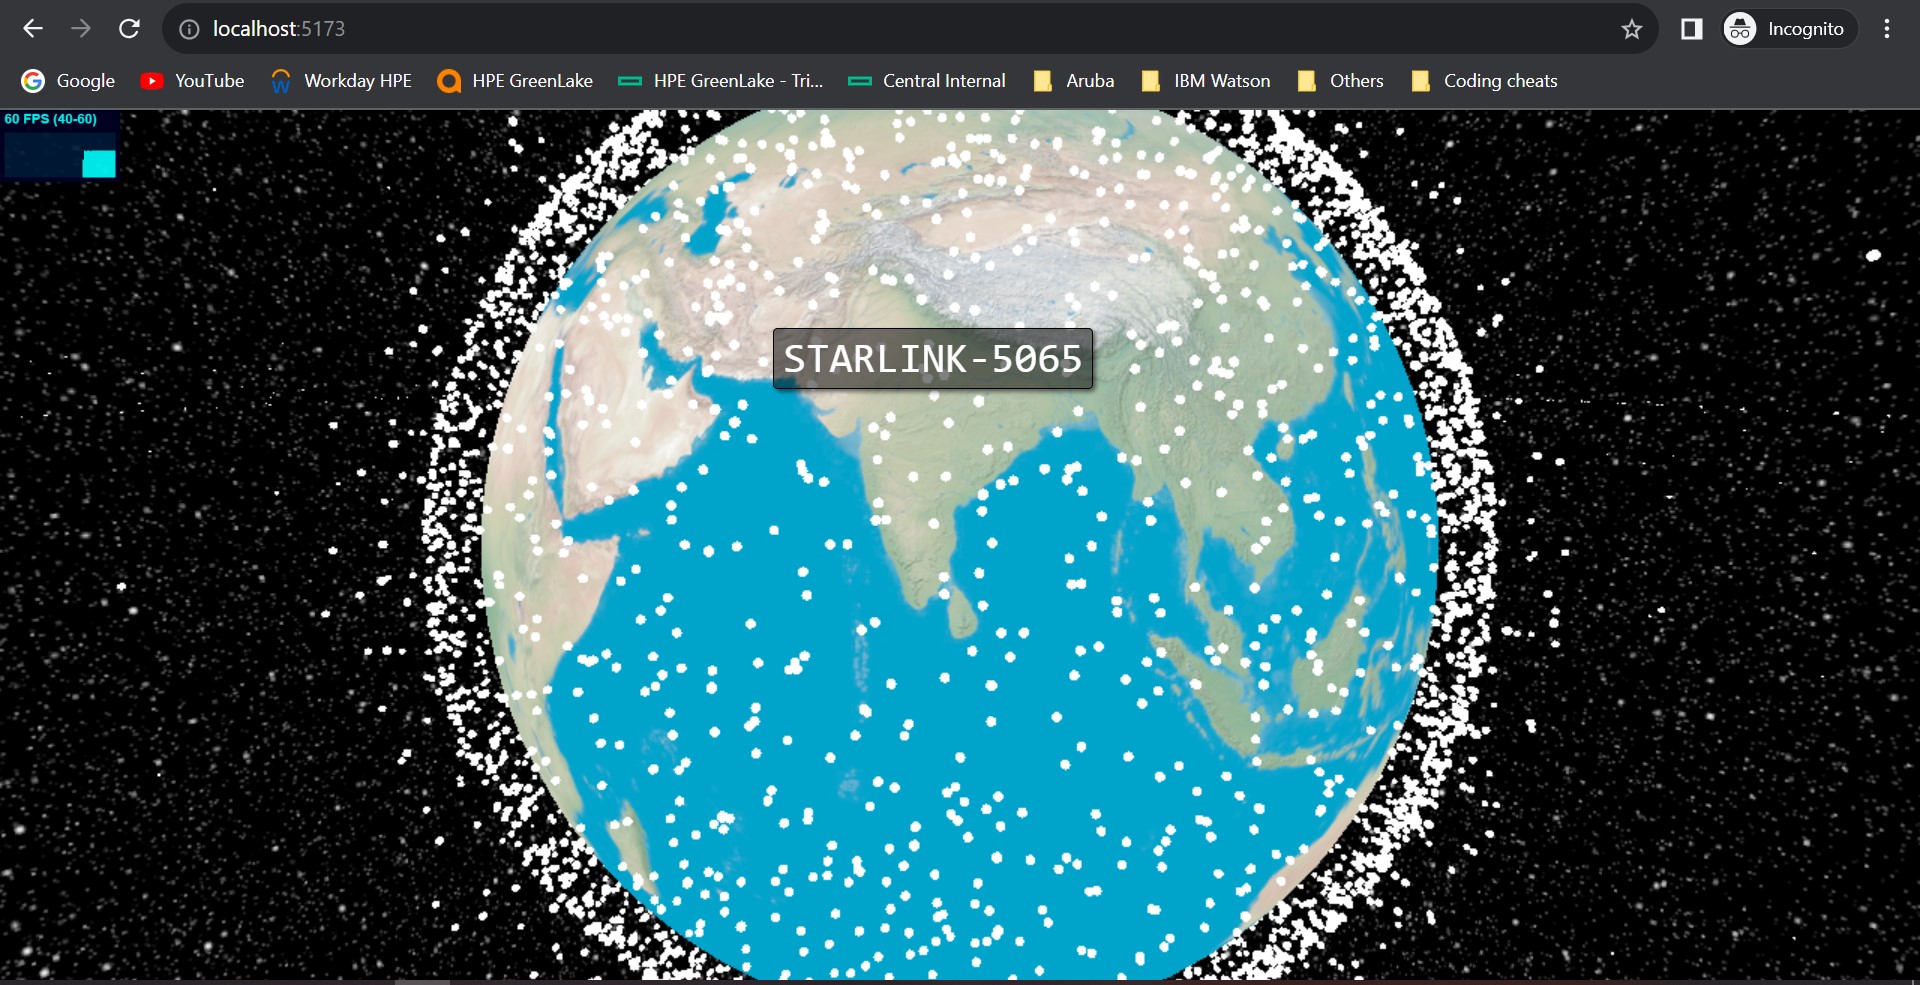 localhost:5173
Incognito
Google YouTube Workday HPE HPE GreenLake HPE GreenLake - Tri... Central Internal Aruba IBM Watson Others Coding cheats
60 FPS (40-60)
STARLINK-5065